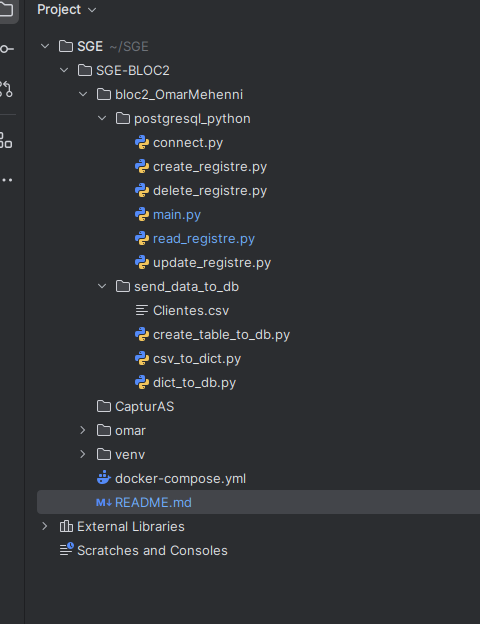 Project
SGE ~/SGE
SGE-BLOC2
bloc2_OmarMehenni
postgresql_python
connect.py
create_registre.py
delete_registre.py
main.py
read_registre.py
update_registre.py
send_data_to_db
Clientes.csv
create_table_to_db.py
csv_to_dict.py
dict_to_db.py
CapturAS
omar
venv
docker-compose.yml
M↓ README.md
External Libraries
Scratches and Consoles